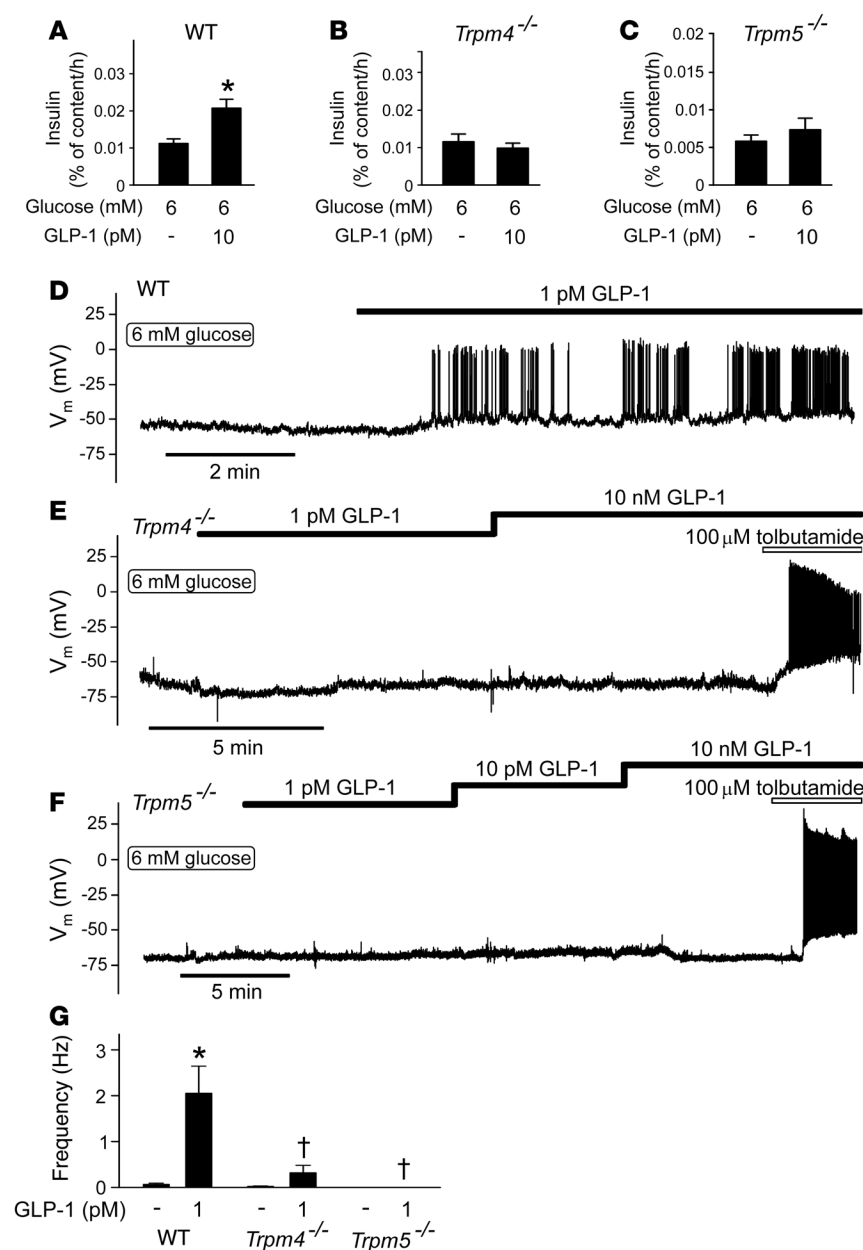 A WT
Insulin
(% of content/h)
0.03
0.02
0.01
0
*
Glucose (mM) 6 6
GLP-1 (pM) - 10
B Trpm4-/-
Insulin
(% of content/h)
0.03
0.02
0.01
0
Glucose (mM) 6 6
GLP-1 (pM) - 10
C Trpm5-/-
Insulin
(% of content/h)
0.02
0.015
0.01
0.005
0
Glucose (mM) 6 6
GLP-1 (pM) - 10
D WT
1 pM GLP-1
6 mM glucose
Vm (mV)
25
0
-25
-50
-75
2 min
E Trpm4-/-
1 pM GLP-1
10 nM GLP-1
100 µM tolbutamide
6 mM glucose
Vm (mV)
25
0
-25
-50
-75
5 min
F Trpm5-/-
1 pM GLP-1
10 pM GLP-1
10 nM GLP-1
100 µM tolbutamide
6 mM glucose
Vm (mV)
25
0
-25
-50
-75
5 min
G
Frequency (Hz)
3
2
1
0
*
†
†
GLP-1 (pM) - 1 - 1 - 1
WT Trpm4-/- Trpm5-/-